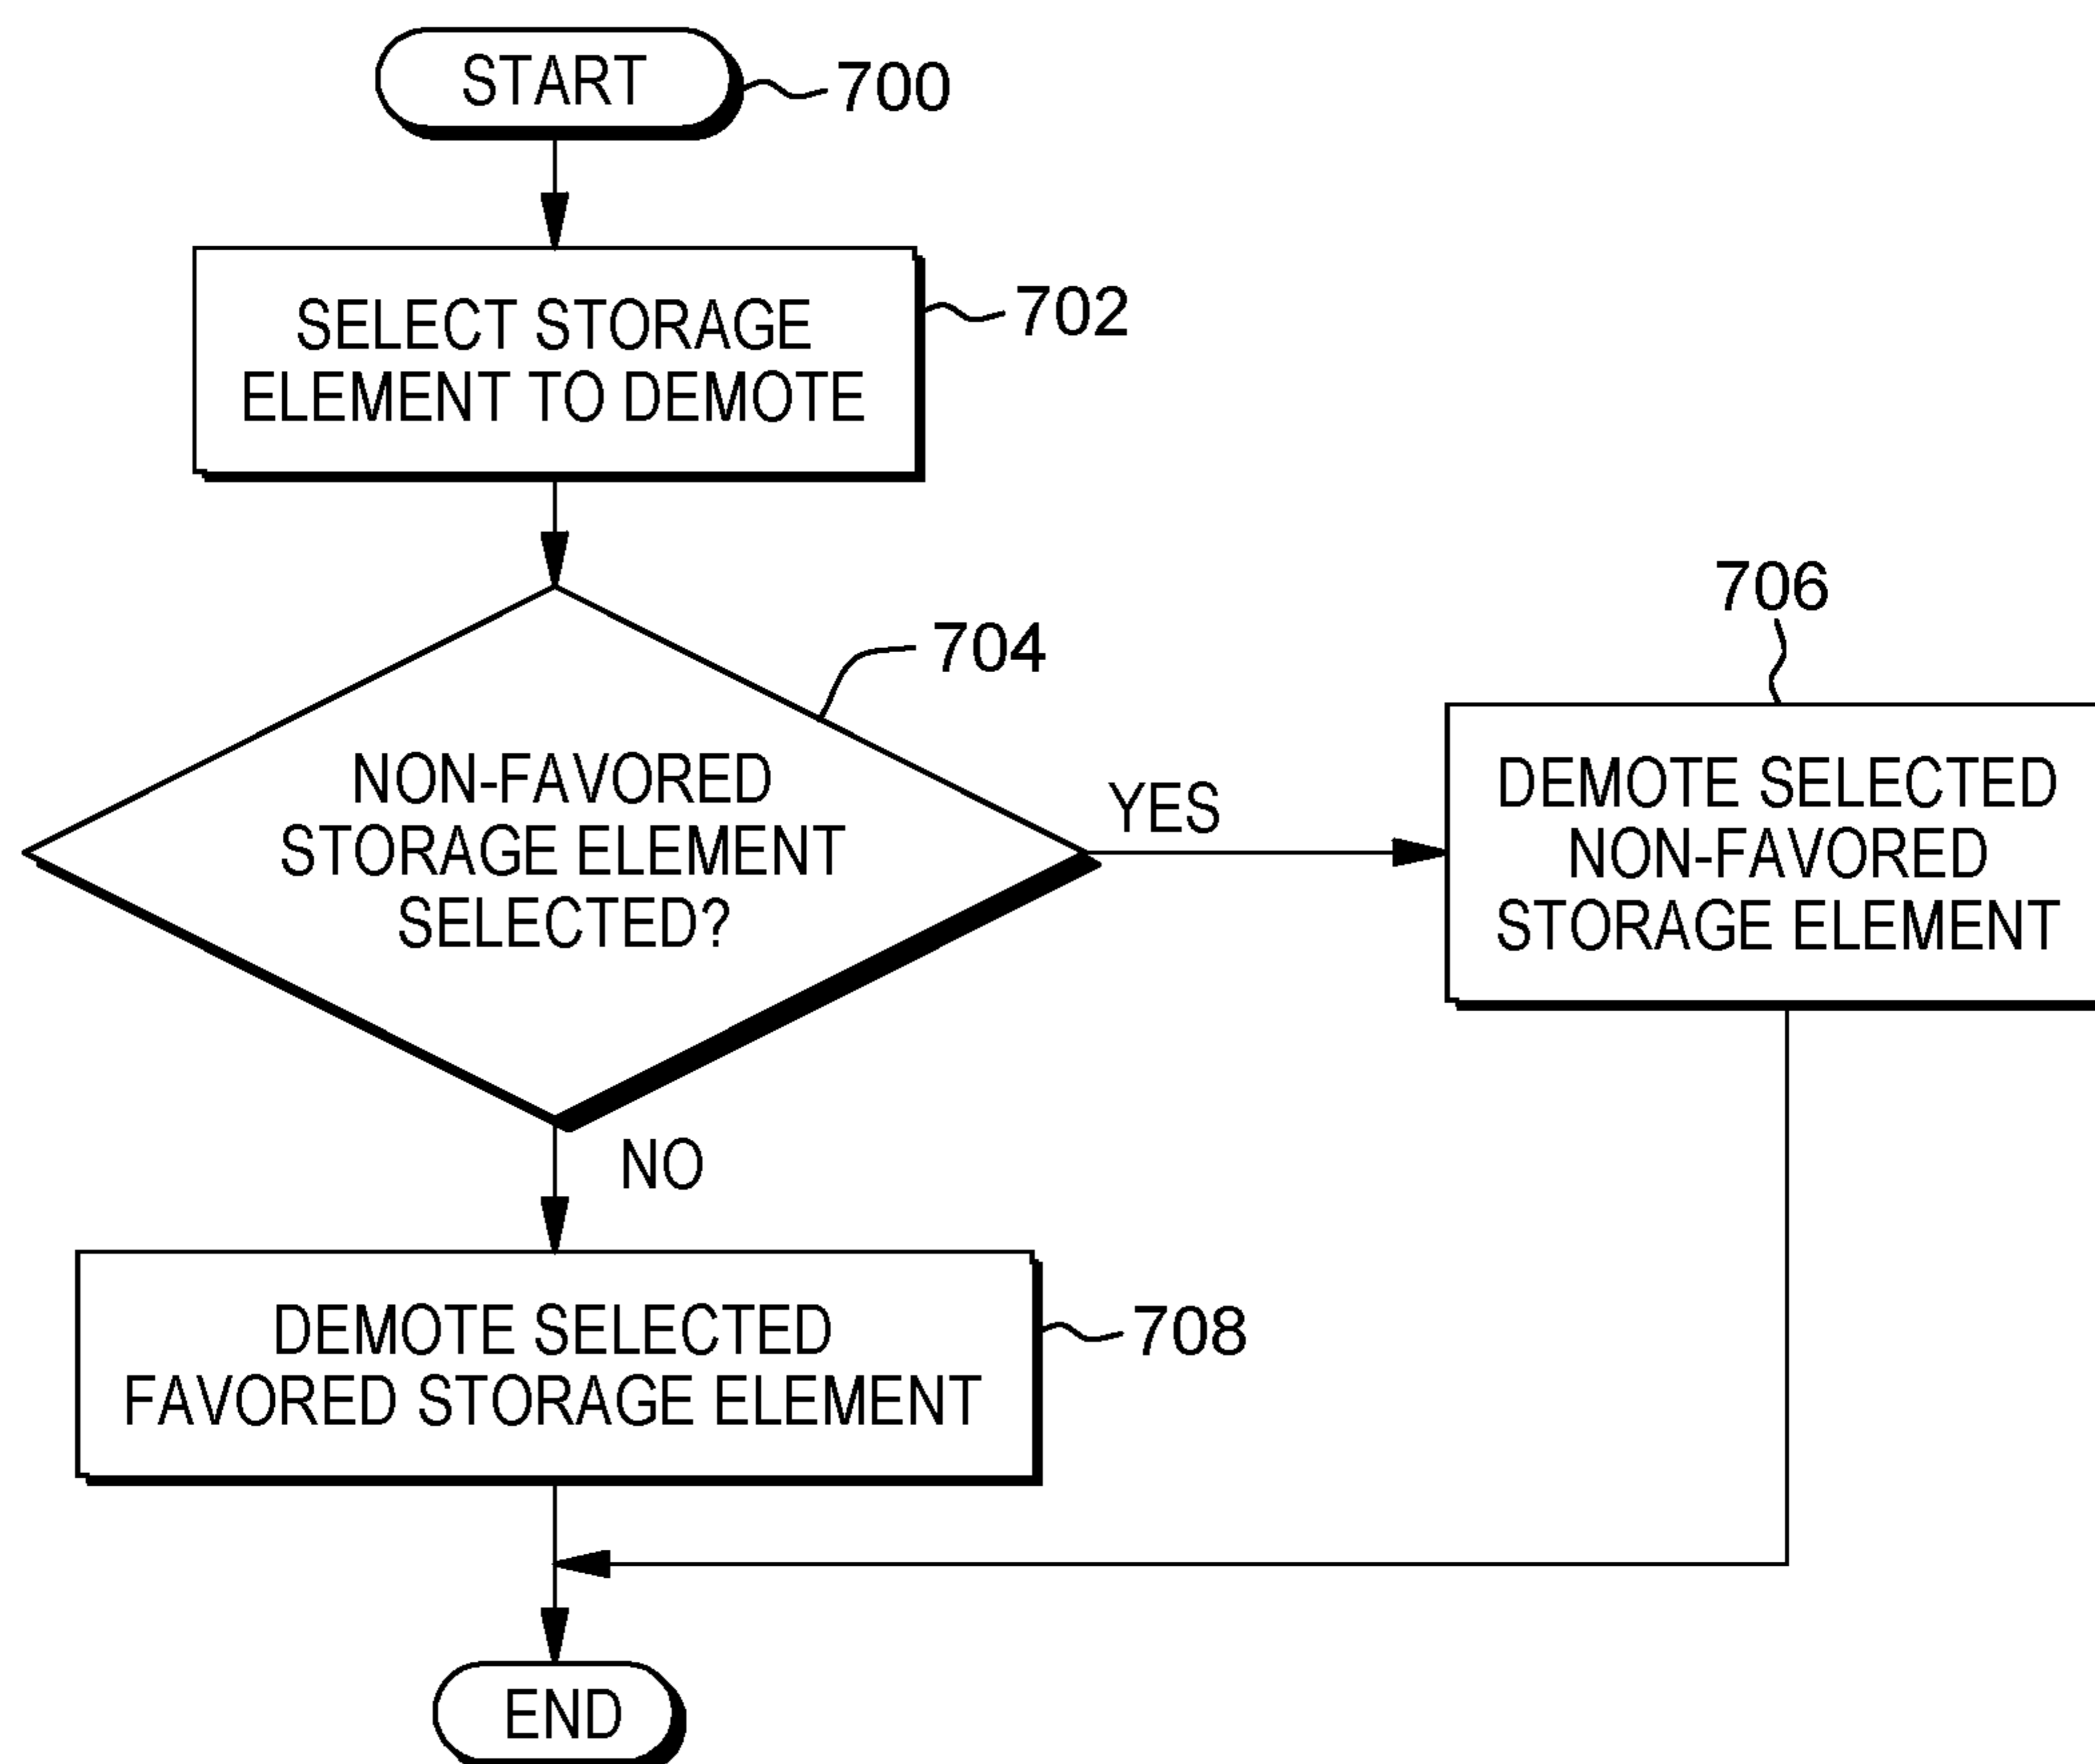 START
700
SELECT STORAGE
ELEMENT TO DEMOTE
702
704
NON-FAVORED
STORAGE ELEMENT
SELECTED?
YES
706
DEMOTE SELECTED
NON-FAVORED
STORAGE ELEMENT
NO
DEMOTE SELECTED
FAVORED STORAGE ELEMENT
708
END